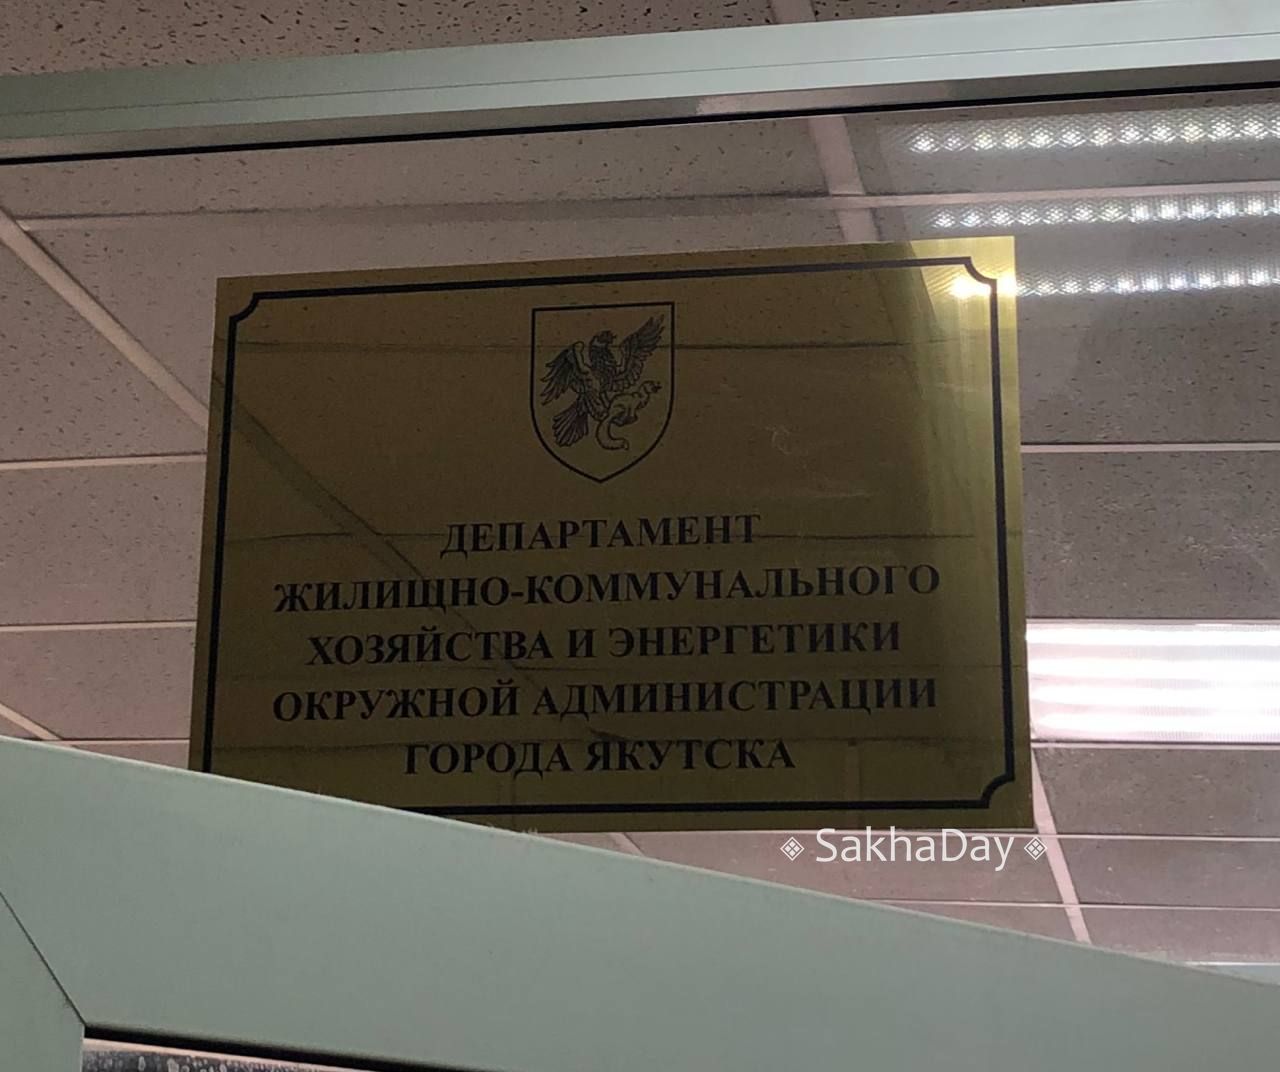 ДЕПАРТАМЕНТ
ЖИЛИЩНО-КОММУНАЛЬНОГО
ХОЗЯЙСТВА И ЭНЕРГЕТИКИ
ОКРУЖНОЙ АДМИНИСТРАЦИИ
ГОРОДА ЯКУТСКА
SakhaDay